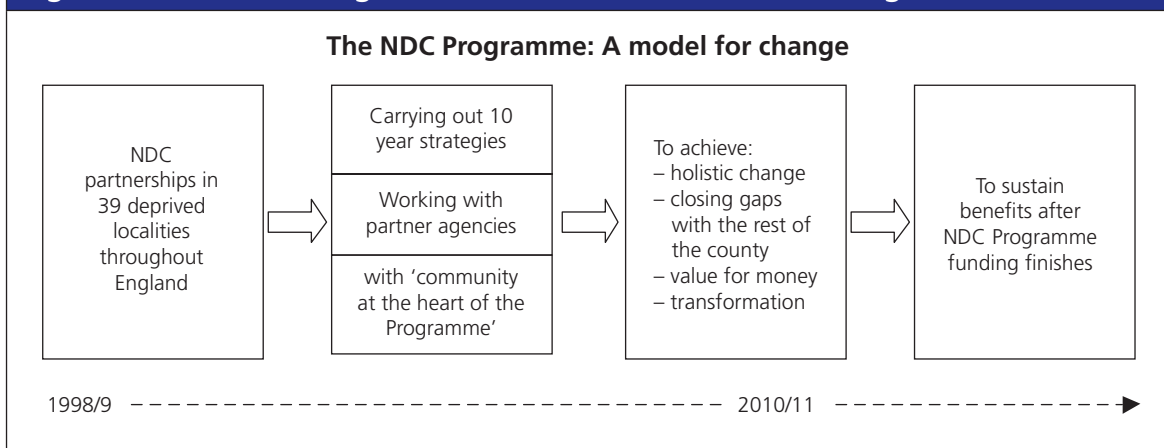 The NDC Programme: A model for change
NDC
partnerships in
39 deprived
localities
throughout
England
Carrying out 10
year strategies
Working with
partner agencies
with ‘community
at the heart of the
Programme’
To achieve:
– holistic change
– closing gaps
with the rest of
the county
– value for money
– transformation
To sustain
benefits after
NDC Programme
funding finishes
1998/9
2010/11